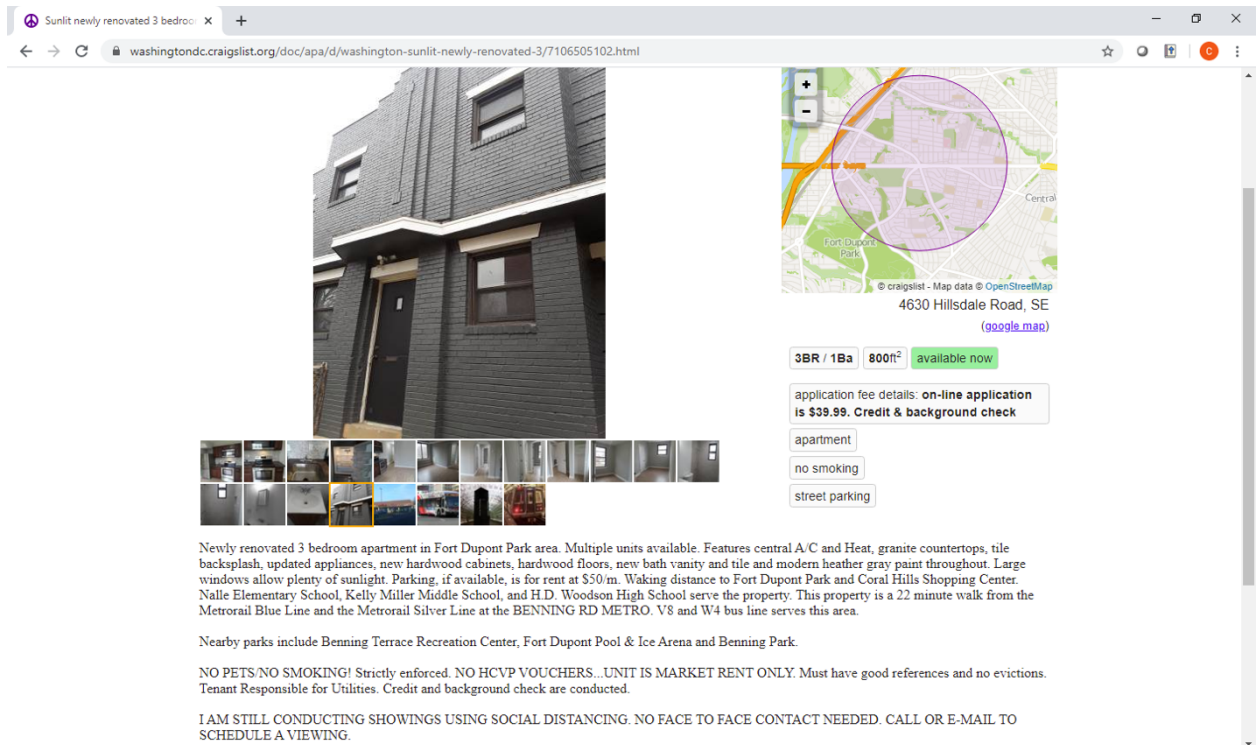 Sunlit newly renovated 3 bedroo
washingtondc.craigslist.org/doc/apa/d/washington-sunlit-newly-renovated-3/7106505102.html
C
+
-
Central
Fort Dupont
Park
© craigslist - Map data © OpenStreetMap
4630 Hillsdale Road, SE
(google map)
3BR / 1Ba 800ft2 available now
application fee details: on-line application
is $39.99. Credit & background check
apartment
no smoking
street parking
Newly renovated 3 bedroom apartment in Fort Dupont Park area. Multiple units available. Features central A/C and Heat, granite countertops, tile
backsplash, updated appliances, new hardwood cabinets, hardwood floors, new bath vanity and tile and modern heather gray paint throughout. Large
windows allow plenty of sunlight. Parking, if available, is for rent at $50/m. Waking distance to Fort Dupont Park and Coral Hills Shopping Center.
Nalle Elementary School, Kelly Miller Middle School, and H.D. Woodson High School serve the property. This property is a 22 minute walk from the
Metrorail Blue Line and the Metrorail Silver Line at the BENNING RD METRO. V8 and W4 bus line serves this area.
Nearby parks include Benning Terrace Recreation Center, Fort Dupont Pool & Ice Arena and Benning Park.
NO PETS/NO SMOKING! Strictly enforced. NO HCVP VOUCHERS...UNIT IS MARKET RENT ONLY. Must have good references and no evictions.
Tenant Responsible for Utilities. Credit and background check are conducted.
I AM STILL CONDUCTING SHOWINGS USING SOCIAL DISTANCING. NO FACE TO FACE CONTACT NEEDED. CALL OR E-MAIL TO
SCHEDULE A VIEWING.